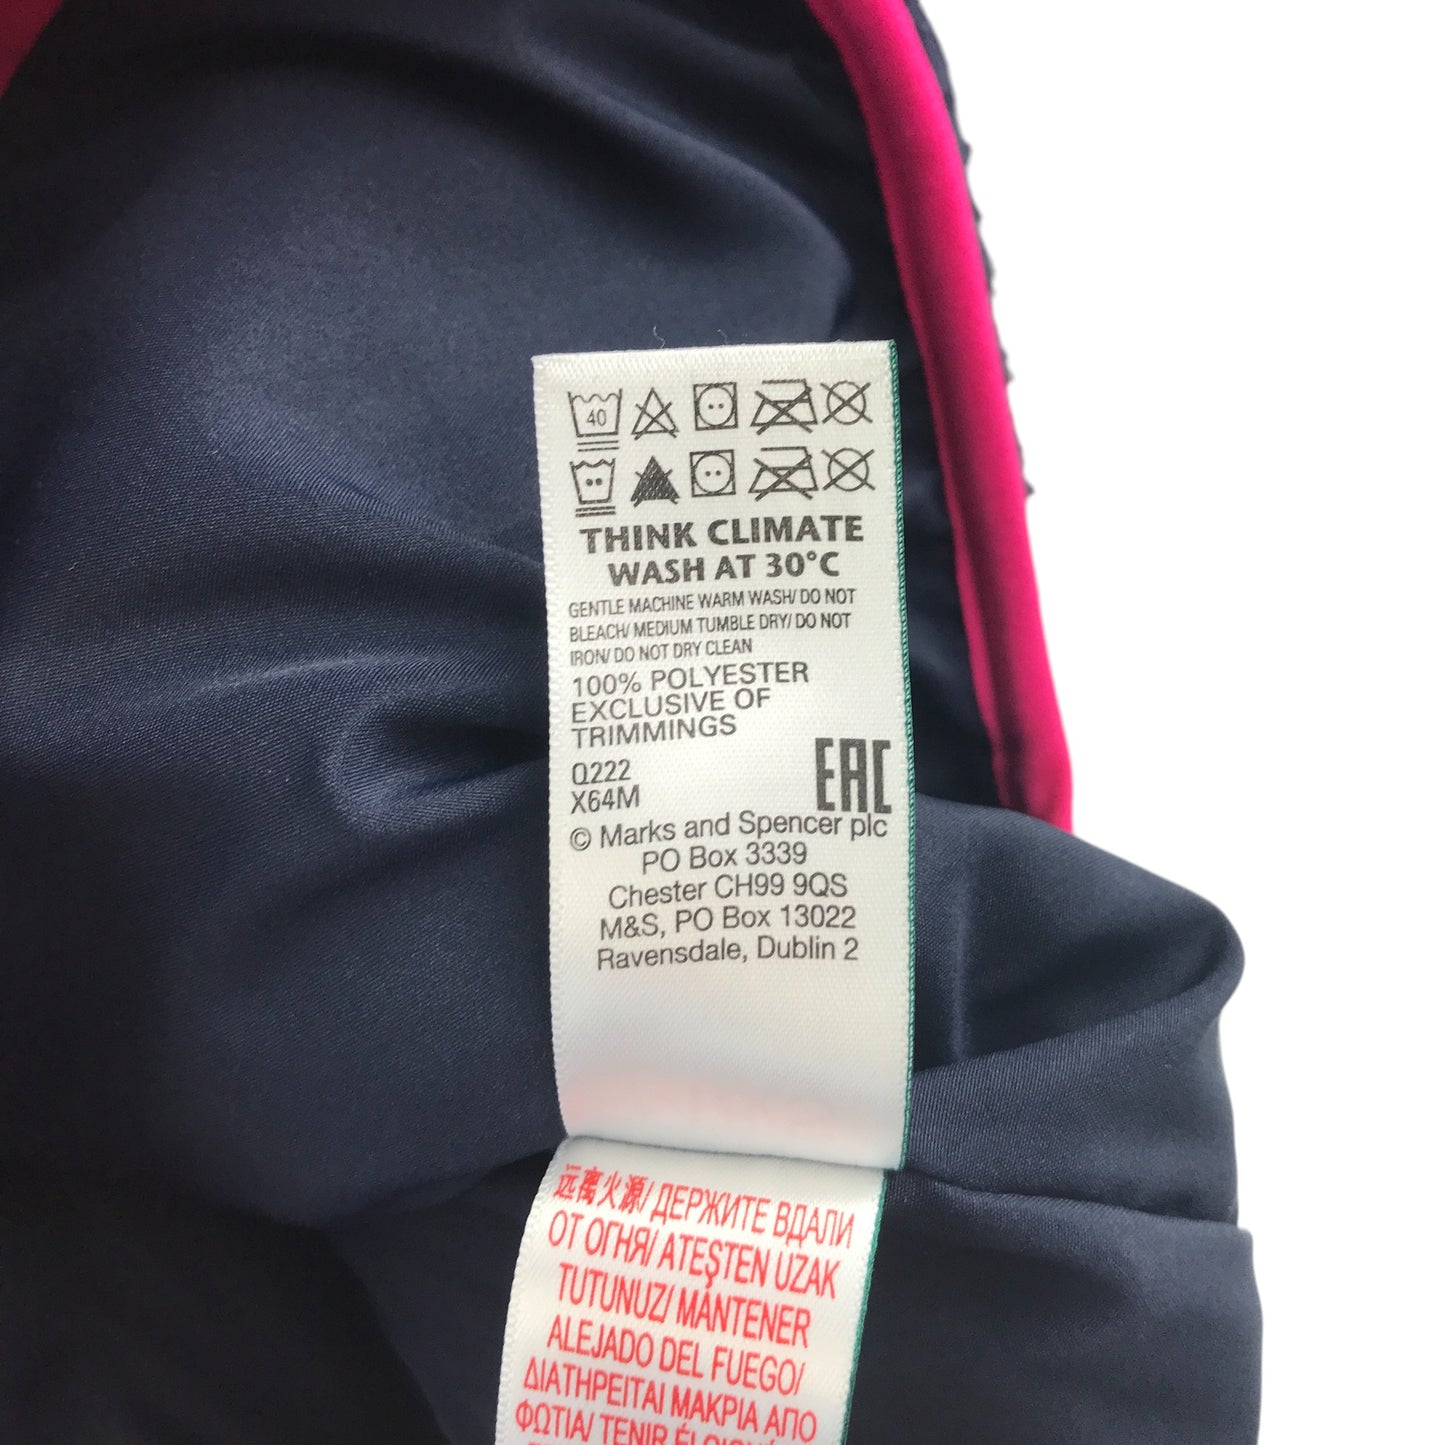 40
THINK CLIMATE
WASH AT 30°C
GENTLE MACHINE WARM WASH/ DO NOT
BLEACH/ MEDIUM TUMBLE DRY/ DO NOT
IRON/ DO NOT DRY CLEAN
100% POLYESTER
EXCLUSIVE OF
TRIMMINGS
Q222
X64M
EAC
© Marks and Spencer plc
PO Box 3339
Chester CH99 9QS
M&S, PO Box 13022
Ravensdale, Dublin 2
远离火源/ ДЕРЖИТЕ ВДАЛИ
ОТ ОГНЯ/ ATEŞTEN UZAK
TUTUNUZ/ MANTENER
ALEJADO DEL FUEGO/
ΔΙΑΤΗΡΕΙΤΑΙ ΜΑΚΡΙΑ ΑΠΟ
ΦΩΤΙΑ/ TENIR